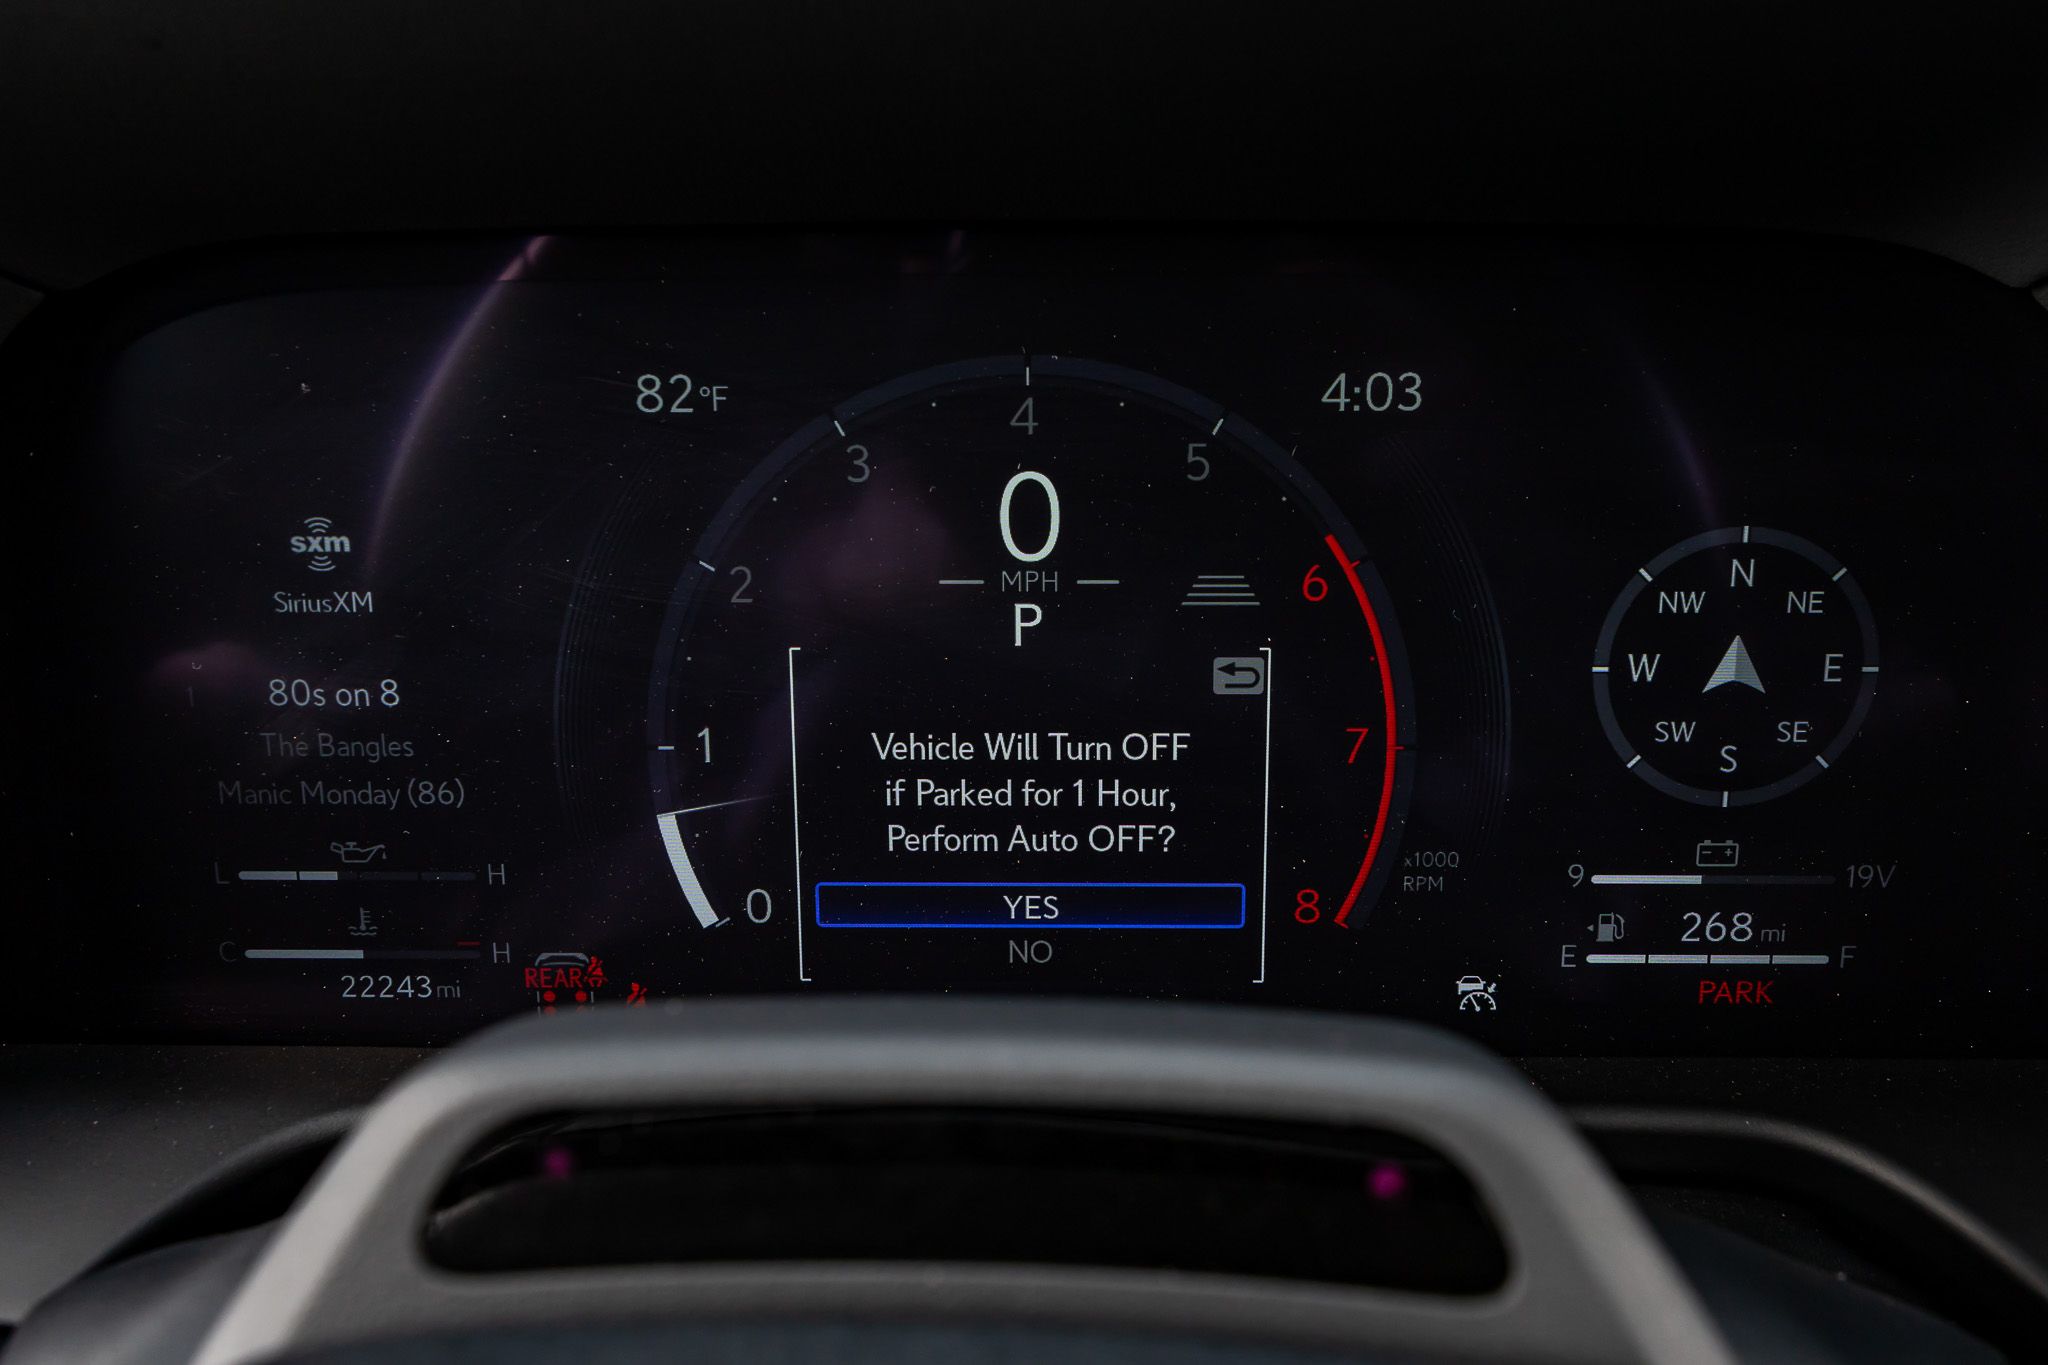 82°F
4:03
sxm
SiriusXM
80s on 8
The Bangles
Manic Monday (86)
L H
C H
22243 mi
REAR
0
1
2
3
4
5
6
7
8
x1000
RPM
0
MPH
P
Vehicle Will Turn OFF
if Parked for 1 Hour,
Perform Auto OFF?
YES
NO
N
NE
E
SE
S
SW
W
NW
9 19V
268 mi
E F
PARK